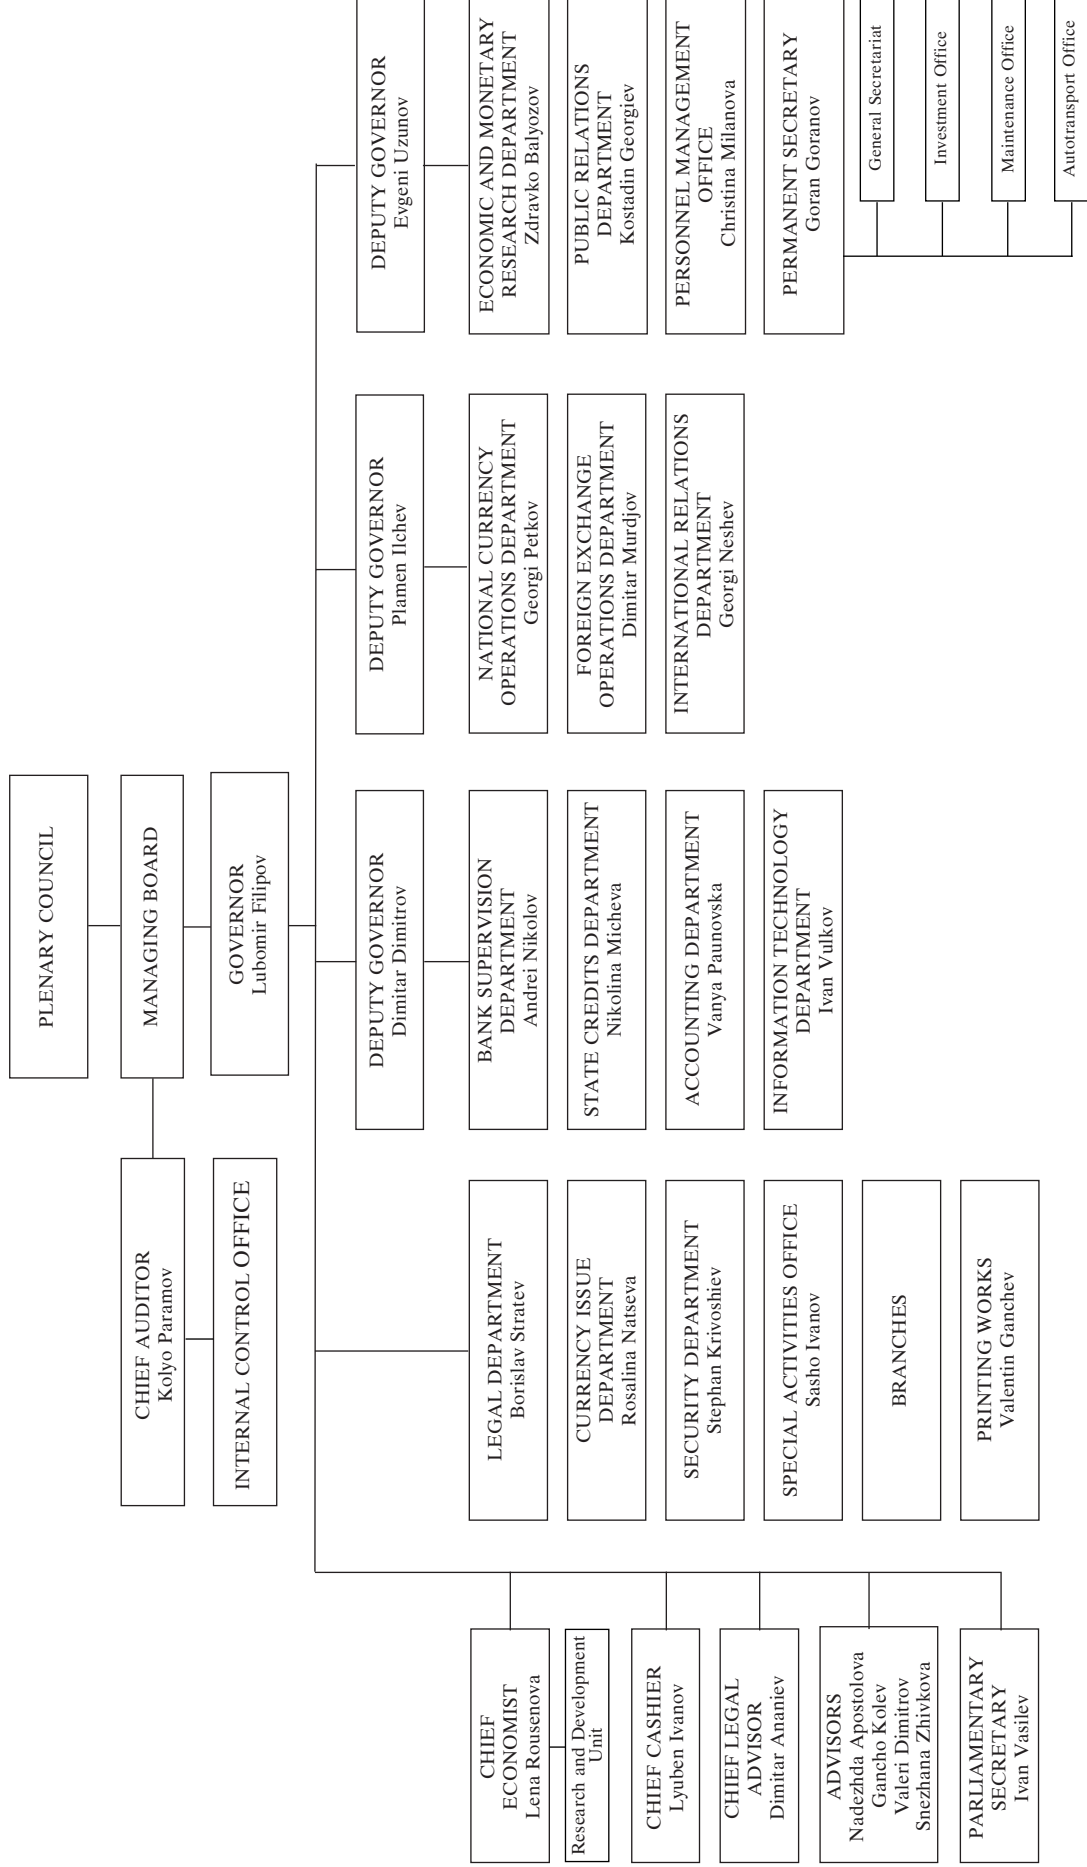 PLENARY COUNCIL
MANAGING BOARD
GOVERNOR
Lubomir Filipov
CHIEF AUDITOR
Kolyo Paramov
INTERNAL CONTROL OFFICE
CHIEF
ECONOMIST
Lena Rousenova
Research and Development
Unit
CHIEF CASHIER
Lyuben Ivanov
CHIEF LEGAL
ADVISOR
Dimitar Ananiev
ADVISORS
Nadezhda Apostolova
Gancho Kolev
Valeri Dimitrov
Snezhana Zhivkova
PARLIAMENTARY
SECRETARY
Ivan Vasilev
LEGAL DEPARTMENT
Borislav Stratev
CURRENCY ISSUE
DEPARTMENT
Rosalina Natseva
SECURITY DEPARTMENT
Stephan Krivoshiev
SPECIAL ACTIVITIES OFFICE
Sasho Ivanov
BRANCHES
PRINTING WORKS
Valentin Ganchev
DEPUTY GOVERNOR
Dimitar Dimitrov
BANK SUPERVISION
DEPARTMENT
Andrei Nikolov
STATE CREDITS DEPARTMENT
Nikolina Micheva
ACCOUNTING DEPARTMENT
Vanya Paunovska
INFORMATION TECHNOLOGY
DEPARTMENT
Ivan Vulkov
DEPUTY GOVERNOR
Plamen Ilchev
NATIONAL CURRENCY
OPERATIONS DEPARTMENT
Georgi Petkov
FOREIGN EXCHANGE
OPERATIONS DEPARTMENT
Dimitar Murdjov
INTERNATIONAL RELATIONS
DEPARTMENT
Georgi Neshev
DEPUTY GOVERNOR
Evgeni Uzunov
ECONOMIC AND MONETARY
RESEARCH DEPARTMENT
Zdravko Balyozov
PUBLIC RELATIONS
DEPARTMENT
Kostadin Georgiev
PERSONNEL MANAGEMENT
OFFICE
Christina Milanova
PERMANENT SECRETARY
Goran Goranov
General Secretariat
Investment Office
Maintenance Office
Autotransport Office